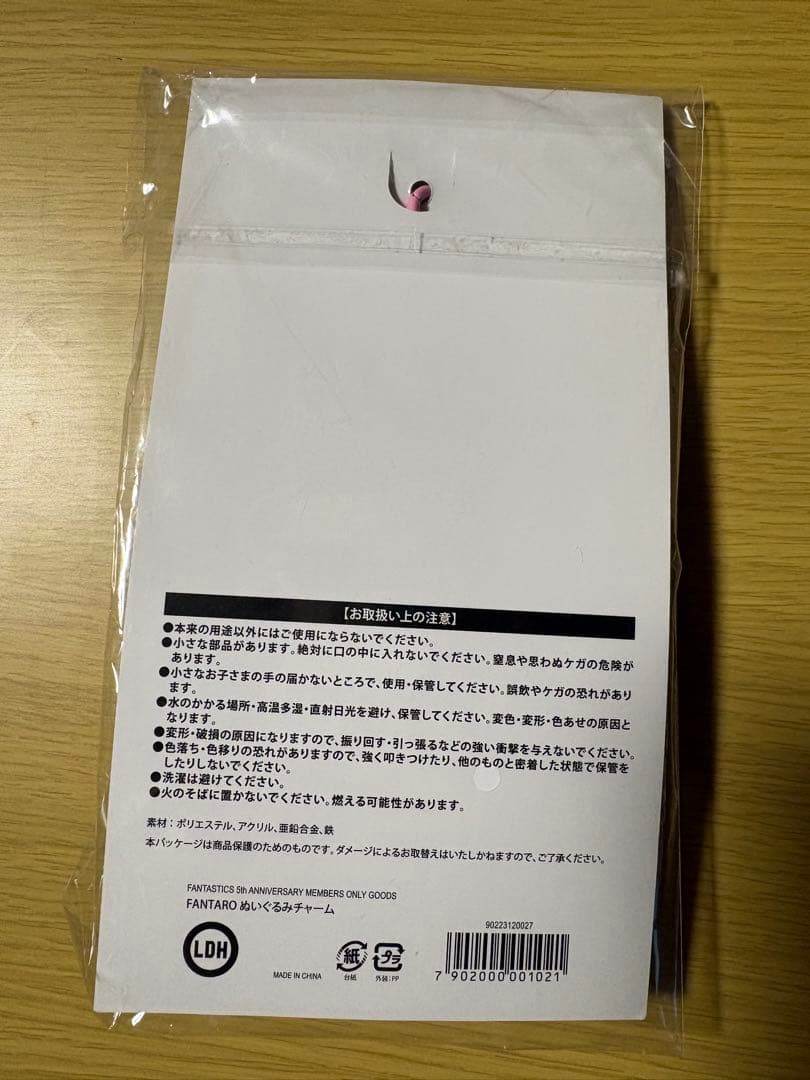 【お取扱い上の注意】
●本来の用途以外にはご使用にならないでください。
●小さな部品があります。絶対に口の中に入れないでください。窒息や思わぬケガの危険が
あります。
●小さなお子さまの手の届かないところで、使用・保管してください。誤飲やケガの恐れがあり
ます。
●水のかかる場所・高温多湿・直射日光を避け、保管してください。変色・変形・色あせの原因と
なります。
●変形・破損の原因になりますので、振り回す・引っ張るなどの強い衝撃を与えないでください。
●色落ち・色移りの恐れがありますので、強く叩きつけたり、他のものと密着した状態で保管を
したりしないでください。
●洗濯は避けてください。
●火のそばに置かないでください。燃える可能性があります。
素材：ポリエステル、アクリル、亜鉛合金、鉄
本パッケージは商品保護のためのものです。ダメージによるお取替えはいたしかねますので、ご了承ください。
FANTASTICS 5th ANNIVERSARY MEMBERS ONLY GOODS
FANTARO ぬいぐるみチャーム
LDH
MADE IN CHINA
紙
台紙
プラ
外装：PP
90223120027
7 902000 001021